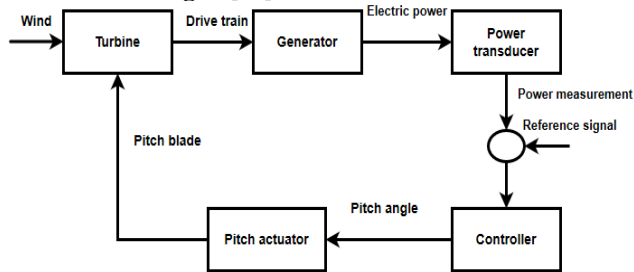 Wind
Turbine
Drive train
Generator
Electric power
Power
transducer
Power measurement
Reference signal
Pitch blade
Pitch actuator
Pitch angle
Controller